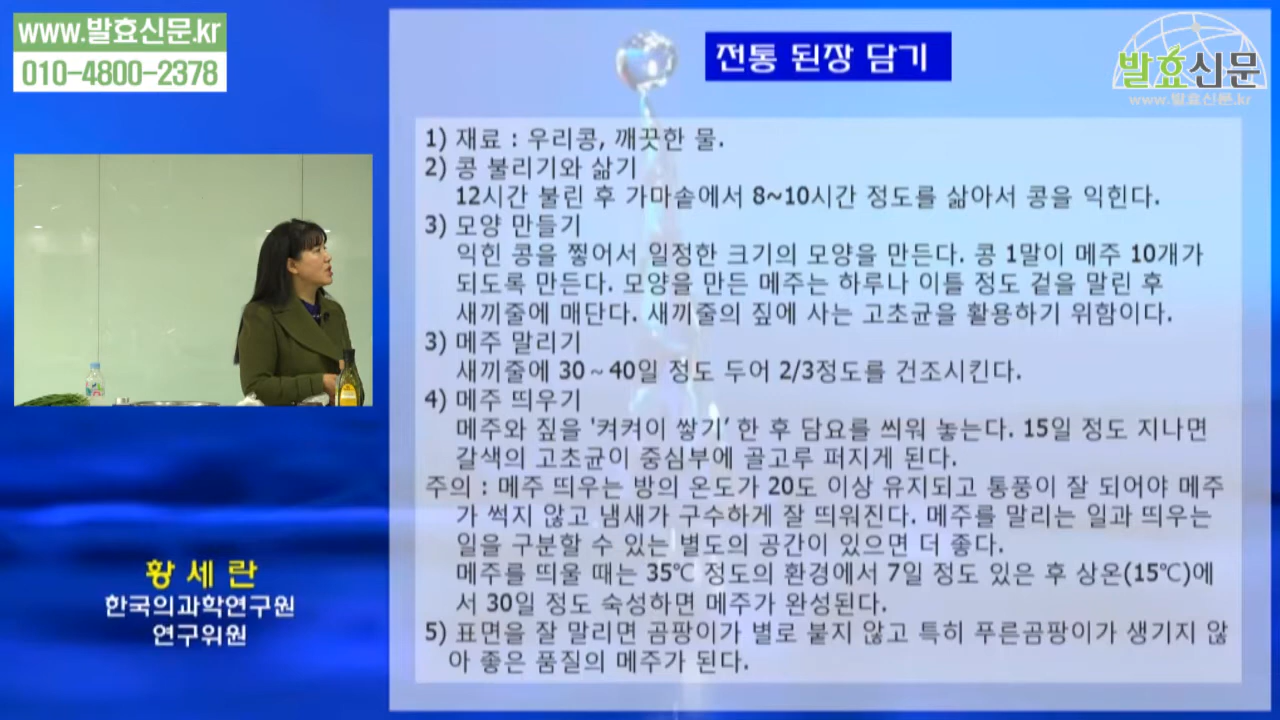 www.발효신문.kr
010-4800-2378
전통 된장 담기
발효신문
www.발효신문.kr
1) 재료 : 우리콩, 깨끗한 물.
2) 콩 불리기와 삶기
12시간 불린 후 가마솥에서 8~10시간 정도를 삶아서 콩을 익힌다.
3) 모양 만들기
익힌 콩을 찧어서 일정한 크기의 모양을 만든다. 콩 1말이 메주 10개가
되도록 만든다. 모양을 만든 메주는 하루나 이틀 정도 겉을 말린 후
새끼줄에 매단다. 새끼줄의 짚에 사는 고초균을 활용하기 위함이다.
3) 메주 말리기
새끼줄에 30～40일 정도 두어 2/3정도를 건조시킨다.
4) 메주 띄우기
메주와 짚을 '켜켜이 쌓기' 한 후 담요를 씌워 놓는다. 15일 정도 지나면
갈색의 고초균이 중심부에 골고루 퍼지게 된다.
주의 : 메주 띄우는 방의 온도가 20도 이상 유지되고 통풍이 잘 되어야 메주
가 썩지 않고 냄새가 구수하게 잘 띄워진다. 메주를 말리는 일과 띄우는
일을 구분할 수 있는 별도의 공간이 있으면 더 좋다.
메주를 띄울 때는 35℃ 정도의 환경에서 7일 정도 있은 후 상온(15℃)에
서 30일 정도 숙성하면 메주가 완성된다.
5) 표면을 잘 말리면 곰팡이가 별로 붙지 않고 특히 푸른곰팡이가 생기지 않
아 좋은 품질의 메주가 된다.
황 세 란
한국의과학연구원
연구위원